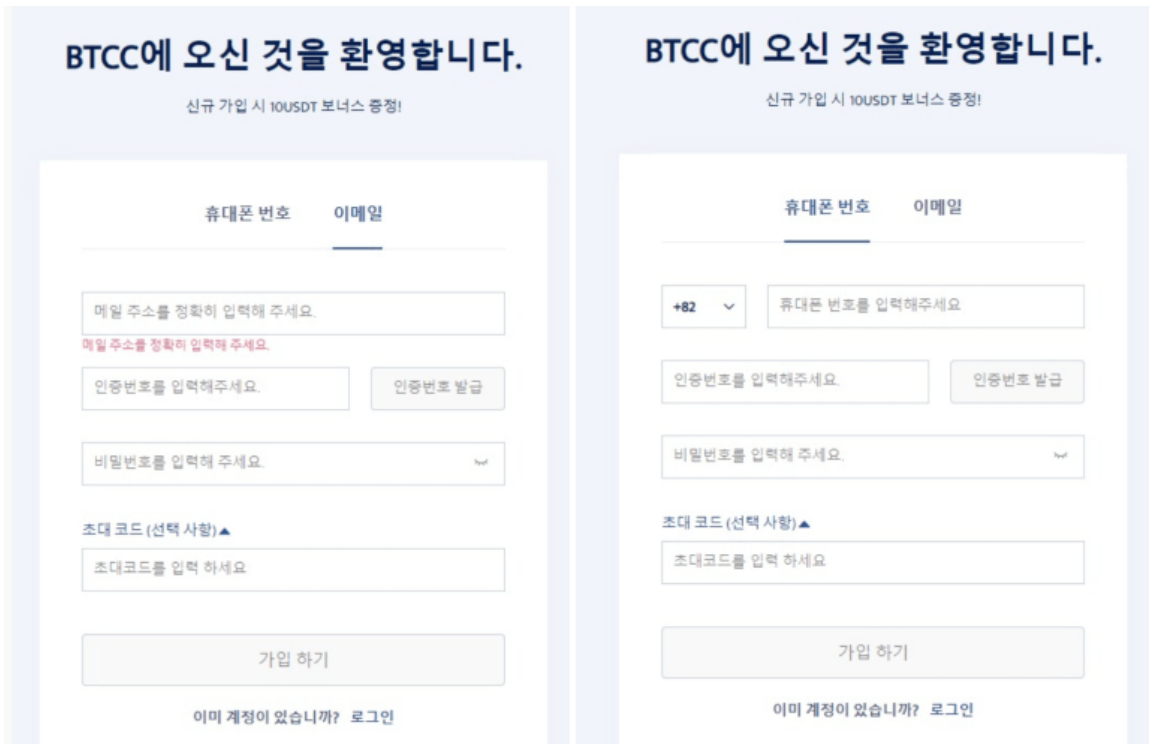 BTCC에 오신 것을 환영합니다.
신규 가입 시 10USDT 보너스 증정!
휴대폰 번호 이메일
메일 주소를 정확히 입력해 주세요.
메일 주소를 정확히 입력해 주세요.
인증번호를 입력해주세요. 인증번호 발급
비밀번호를 입력해 주세요.
초대 코드 (선택 사항)▲
초대코드를 입력 하세요
가입 하기
이미 계정이 있습니까? 로그인
BTCC에 오신 것을 환영합니다.
신규 가입 시 10USDT 보너스 증정!
휴대폰 번호 이메일
+82 휴대폰 번호를 입력해주세요
인증번호를 입력해주세요. 인증번호 발급
비밀번호를 입력해 주세요.
초대 코드 (선택 사항)▲
초대코드를 입력 하세요
가입 하기
이미 계정이 있습니까? 로그인